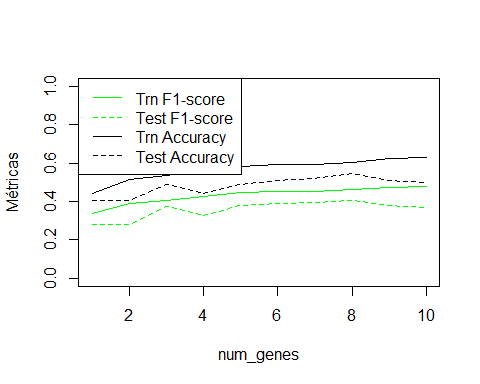 Trn F1-score
Test F1-score
Trn Accuracy
Test Accuracy
Métricas
1.0
0.8
0.6
0.4
0.2
0.0
2 4 6 8 10
num_genes